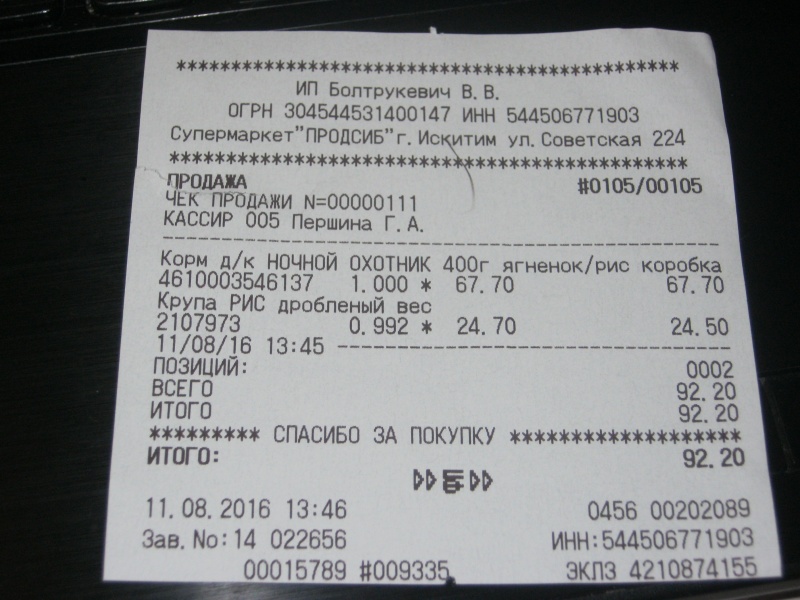 ***********************************************
ИП Болтрукевич В. В.
ОГРН 304544531400147 ИНН 544506771903
Супермаркет"ПРОДСИБ"г. Искитим ул. Советская 224
************************************************
ПРОДАЖА #0105/00105
ЧЕК ПРОДАЖИ N=00000111
КАССИР 005 Першина Г. А.
------------------------------------------------
Корм д/к НОЧНОЙ ОХОТНИК 400г ягненок/рис коробка
4610003546137 1.000 * 67.70 67.70
Крупа РИС дробленый вес
2107973 0.992 * 24.70 24.50
11/08/16 13:45 ---------------------------------
ПОЗИЦИЙ: 0002
ВСЕГО 92.20
ИТОГО 92.20
********* СПАСИБО ЗА ПОКУПКУ *******************
ИТОГО: 92.20
11.08.2016 13:46 0456 00202089
Зав. No:14 022656 ИНН:544506771903
00015789 #009335 ЭКЛЗ 4210874155